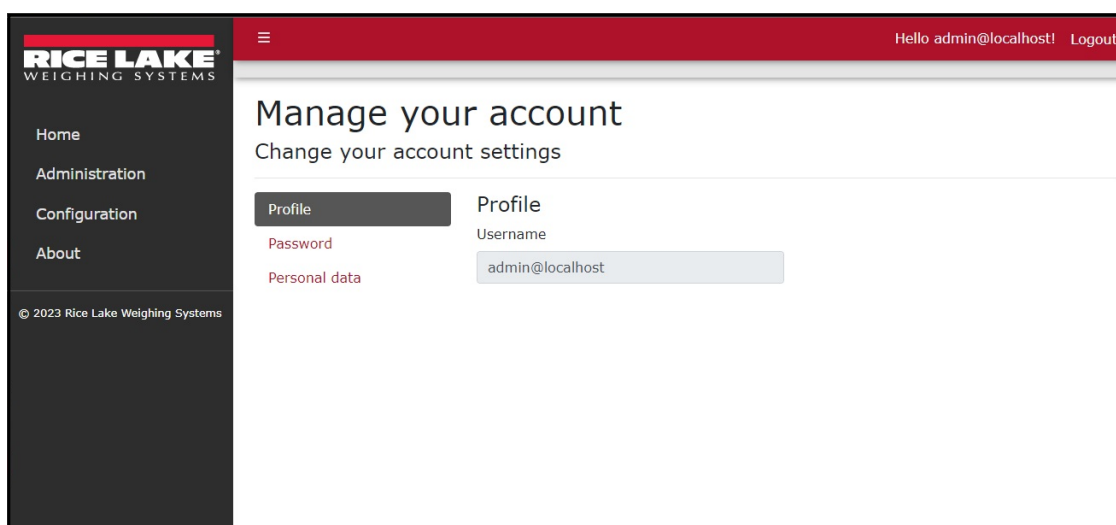 RICE LAKE®
WEIGHING SYSTEMS
Home
Administration
Configuration
About
© 2023 Rice Lake Weighing Systems
☰
Hello admin@localhost! Logout
Manage your account
Change your account settings
Profile
Password
Personal data
Profile
Username
admin@localhost